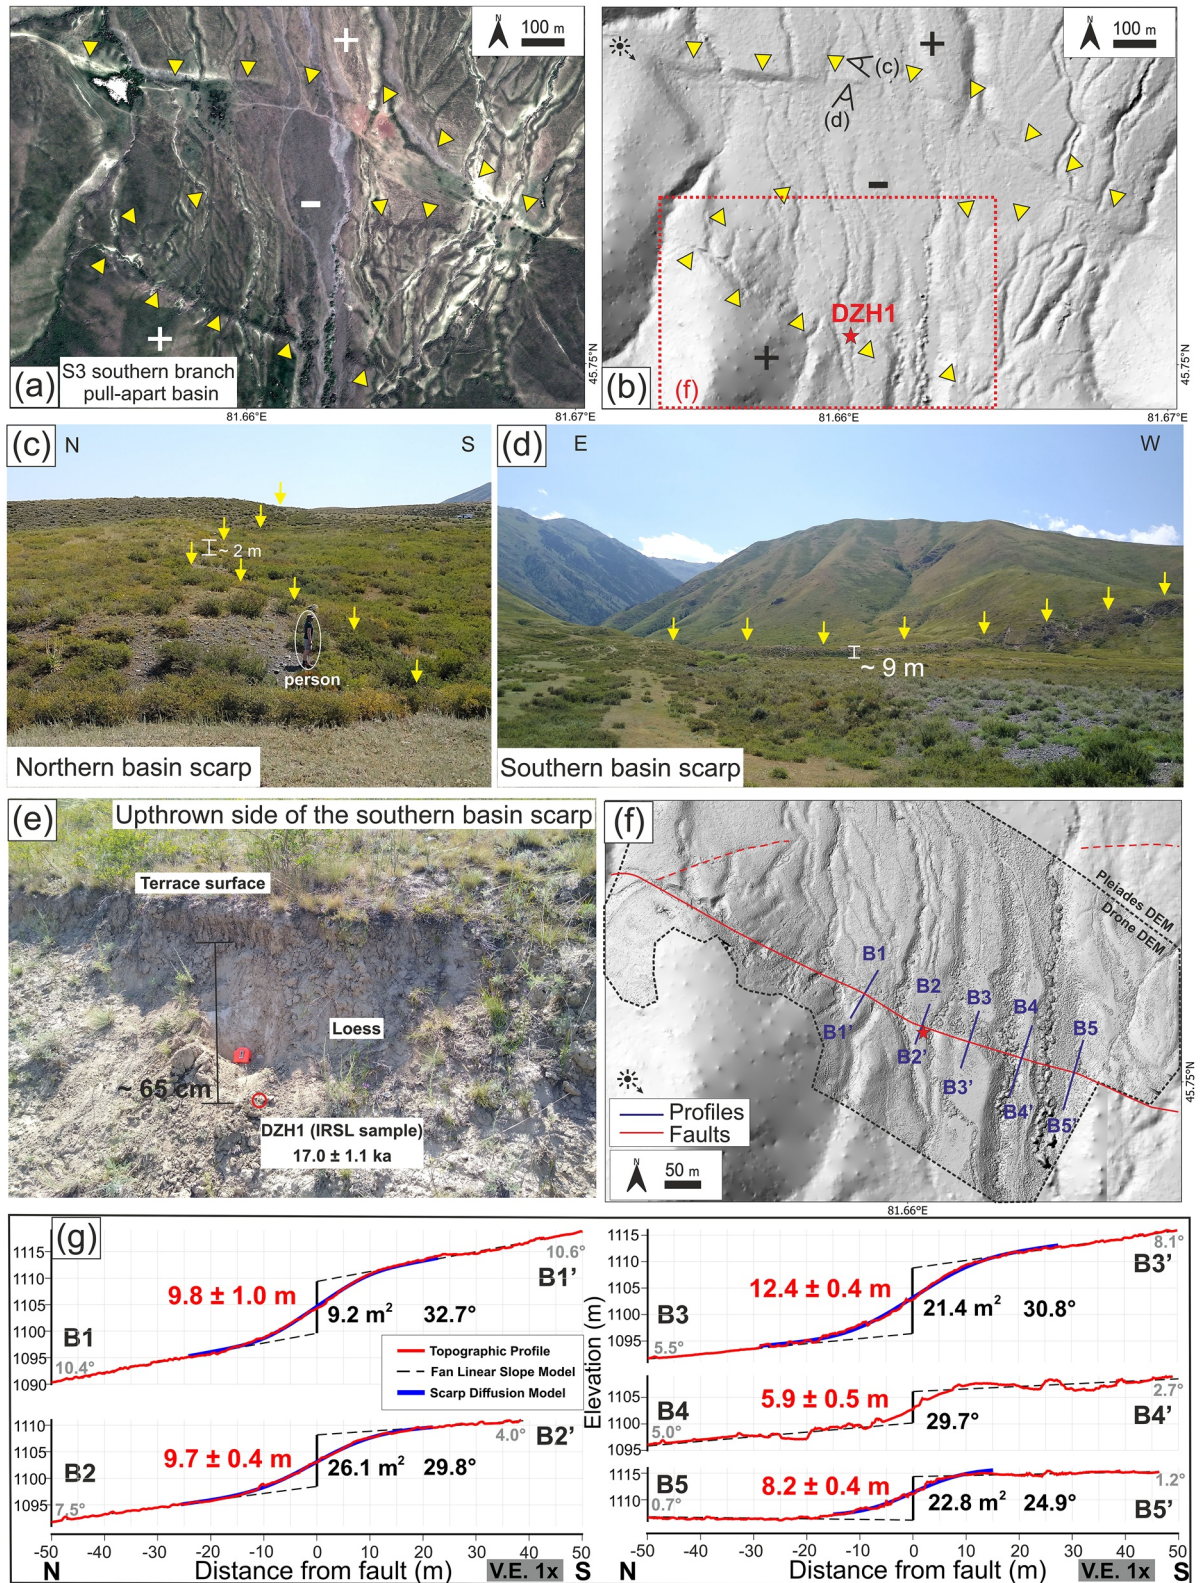 N
100 m
+
−
+
(a)
S3 southern branch
pull-apart basin
81.66°E
81.67°E
45.75°N
N
100 m
+
(c)
(d)
−
DZH1
+
(b)
(f)
81.66°E
81.67°E
45.75°N
(c)
N
S
~ 2 m
person
Northern basin scarp
(d)
E
W
~ 9 m
Southern basin scarp
(e)
Upthrown side of the southern basin scarp
Terrace surface
Loess
~ 65 cm
DZH1 (IRSL sample)
17.0 ± 1.1 ka
(f)
Pleiades DEM
Drone DEM
B1
B2
B3
B4
B5
B1'
B2'
B3'
B4'
B5'
Profiles
Faults
N
50 m
81.66°E
45.75°N
(g)
1115
1110
1105
1100
1095
1090
10.6°
B1’
9.8 ± 1.0 m
9.2 m²
32.7°
B1
10.4°
Topographic Profile
Fan Linear Slope Model
Scarp Diffusion Model
1110
1105
1100
1095
4.0°
B2’
9.7 ± 0.4 m
26.1 m²
29.8°
B2
7.5°
-50 -40 -30 -20 -10 0 10 20 30 40 50
N
Distance from fault (m)
V.E. 1x
S
Elevation (m)
1115
1110
1105
1100
1095
8.1°
B3’
12.4 ± 0.4 m
21.4 m²
30.8°
B3
5.5°
1105
1100
1095
2.7°
B4’
5.9 ± 0.5 m
29.7°
B4
5.0°
1115
1110
1.2°
B5’
8.2 ± 0.4 m
22.8 m²
24.9°
B5
0.7°
-50 -40 -30 -20 -10 0 10 20 30 40 50
N
Distance from fault (m)
V.E. 1x
S